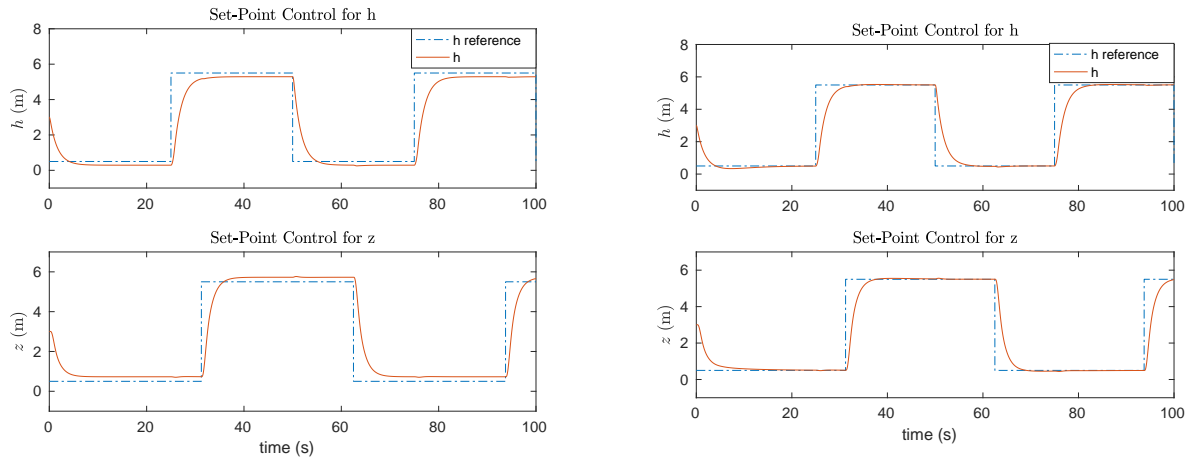 Set-Point Control for h
8
6
4
2
0
h (m)
h reference
h
0 20 40 60 80 100
Set-Point Control for z
6
4
2
0
z (m)
0 20 40 60 80 100
time (s)
Set-Point Control for h
8
6
4
2
0
h (m)
h reference
h
0 20 40 60 80 100
Set-Point Control for z
6
4
2
0
z (m)
0 20 40 60 80 100
time (s)